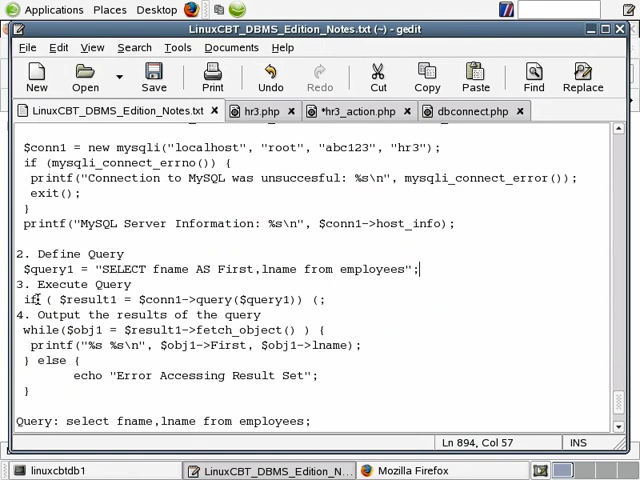 Applications Places Desktop
LinuxCBT_DBMS_Edition_Notes.txt (~) - gedit
File Edit View Search Tools Documents Help
New Open Save Print Undo Redo Cut Copy Paste Find Replace
LinuxCBT_DBMS_Edition_Notes.txt hr3.php *hr3_action.php dbconnect.php
$conn1 = new mysqli("localhost", "root", "abc123", "hr3");
if (mysqli_connect_errno()) {
printf("Connection to MySQL was unsuccesful: %s\n", mysqli_connect_error());
exit();
}
printf("MySQL Server Information: %s\n", $conn1->host_info);
2. Define Query
$query1 = "SELECT fname AS First,lname from employees";
3. Execute Query
if ( $result1 = $conn1->query($query1)) (;
4. Output the results of the query
while($obj1 = $result1->fetch_object() ) {
printf("%s %s\n", $obj1->First, $obj1->lname);
} else {
echo "Error Accessing Result Set";
}
Query: select fname,lname from employees;
Ln 894, Col 57 INS
linuxcbtdb1 LinuxCBT_DBMS_Edition_N... Mozilla Firefox